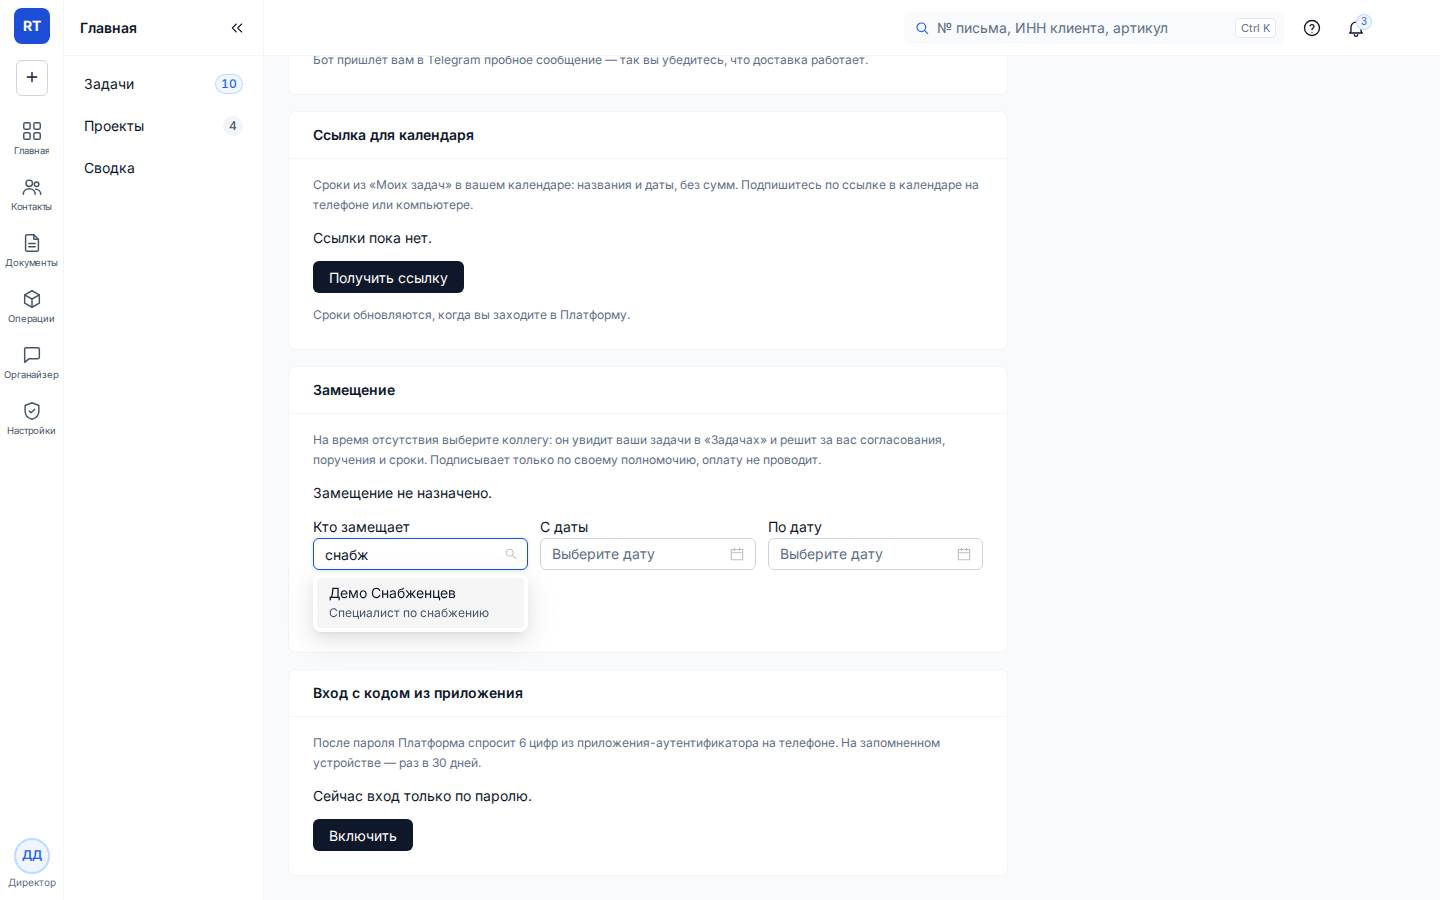 RT
Главная
№ письма, ИНН клиента, артикул
Ctrl K
3
Главная
Контакты
Документы
Операции
Органайзер
Настройки
ДД
Директор
Задачи
10
Проекты
4
Сводка
Бот пришлёт вам в Telegram пробное сообщение — так вы убедитесь, что доставка работает.
Ссылка для календаря
Сроки из «Моих задач» в вашем календаре: названия и даты, без сумм. Подпишитесь по ссылке в календаре на
телефоне или компьютере.
Ссылки пока нет.
Получить ссылку
Сроки обновляются, когда вы заходите в Платформу.
Замещение
На время отсутствия выберите коллегу: он увидит ваши задачи в «Задачах» и решит за вас согласования,
поручения и сроки. Подписывает только по своему полномочию, оплату не проводит.
Замещение не назначено.
Кто замещает
С даты
По дату
снабж
Выберите дату
Выберите дату
Демо Снабженцев
Специалист по снабжению
Вход с кодом из приложения
После пароля Платформа спросит 6 цифр из приложения-аутентификатора на телефоне. На запомненном
устройстве — раз в 30 дней.
Сейчас вход только по паролю.
Включить